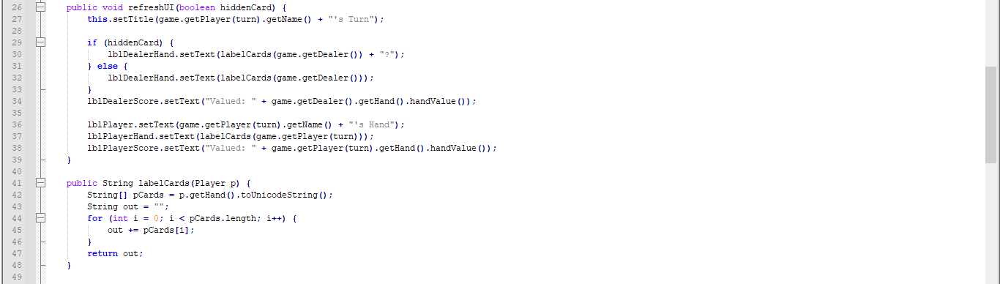 26 public void refreshUI(boolean hiddenCard) {
27 this.setTitle(game.getPlayer(turn).getName() + "'s Turn");
28
29 if (hiddenCard) {
30 lblDealerHand.setText(labelCards(game.getDealer()) + "?");
31 } else {
32 lblDealerHand.setText(labelCards(game.getDealer()));
33 }
34 lblDealerScore.setText("Valued: " + game.getDealer().getHand().handValue());
35
36 lblPlayer.setText(game.getPlayer(turn).getName() + "'s Hand");
37 lblPlayerHand.setText(labelCards(game.getPlayer(turn)));
38 lblPlayerScore.setText("Valued: " + game.getPlayer(turn).getHand().handValue());
39 }
40
41 public String labelCards(Player p) {
42 String[] pCards = p.getHand().toUnicodeString();
43 String out = "";
44 for (int i = 0; i < pCards.length; i++) {
45 out += pCards[i];
46 }
47 return out;
48 }
49